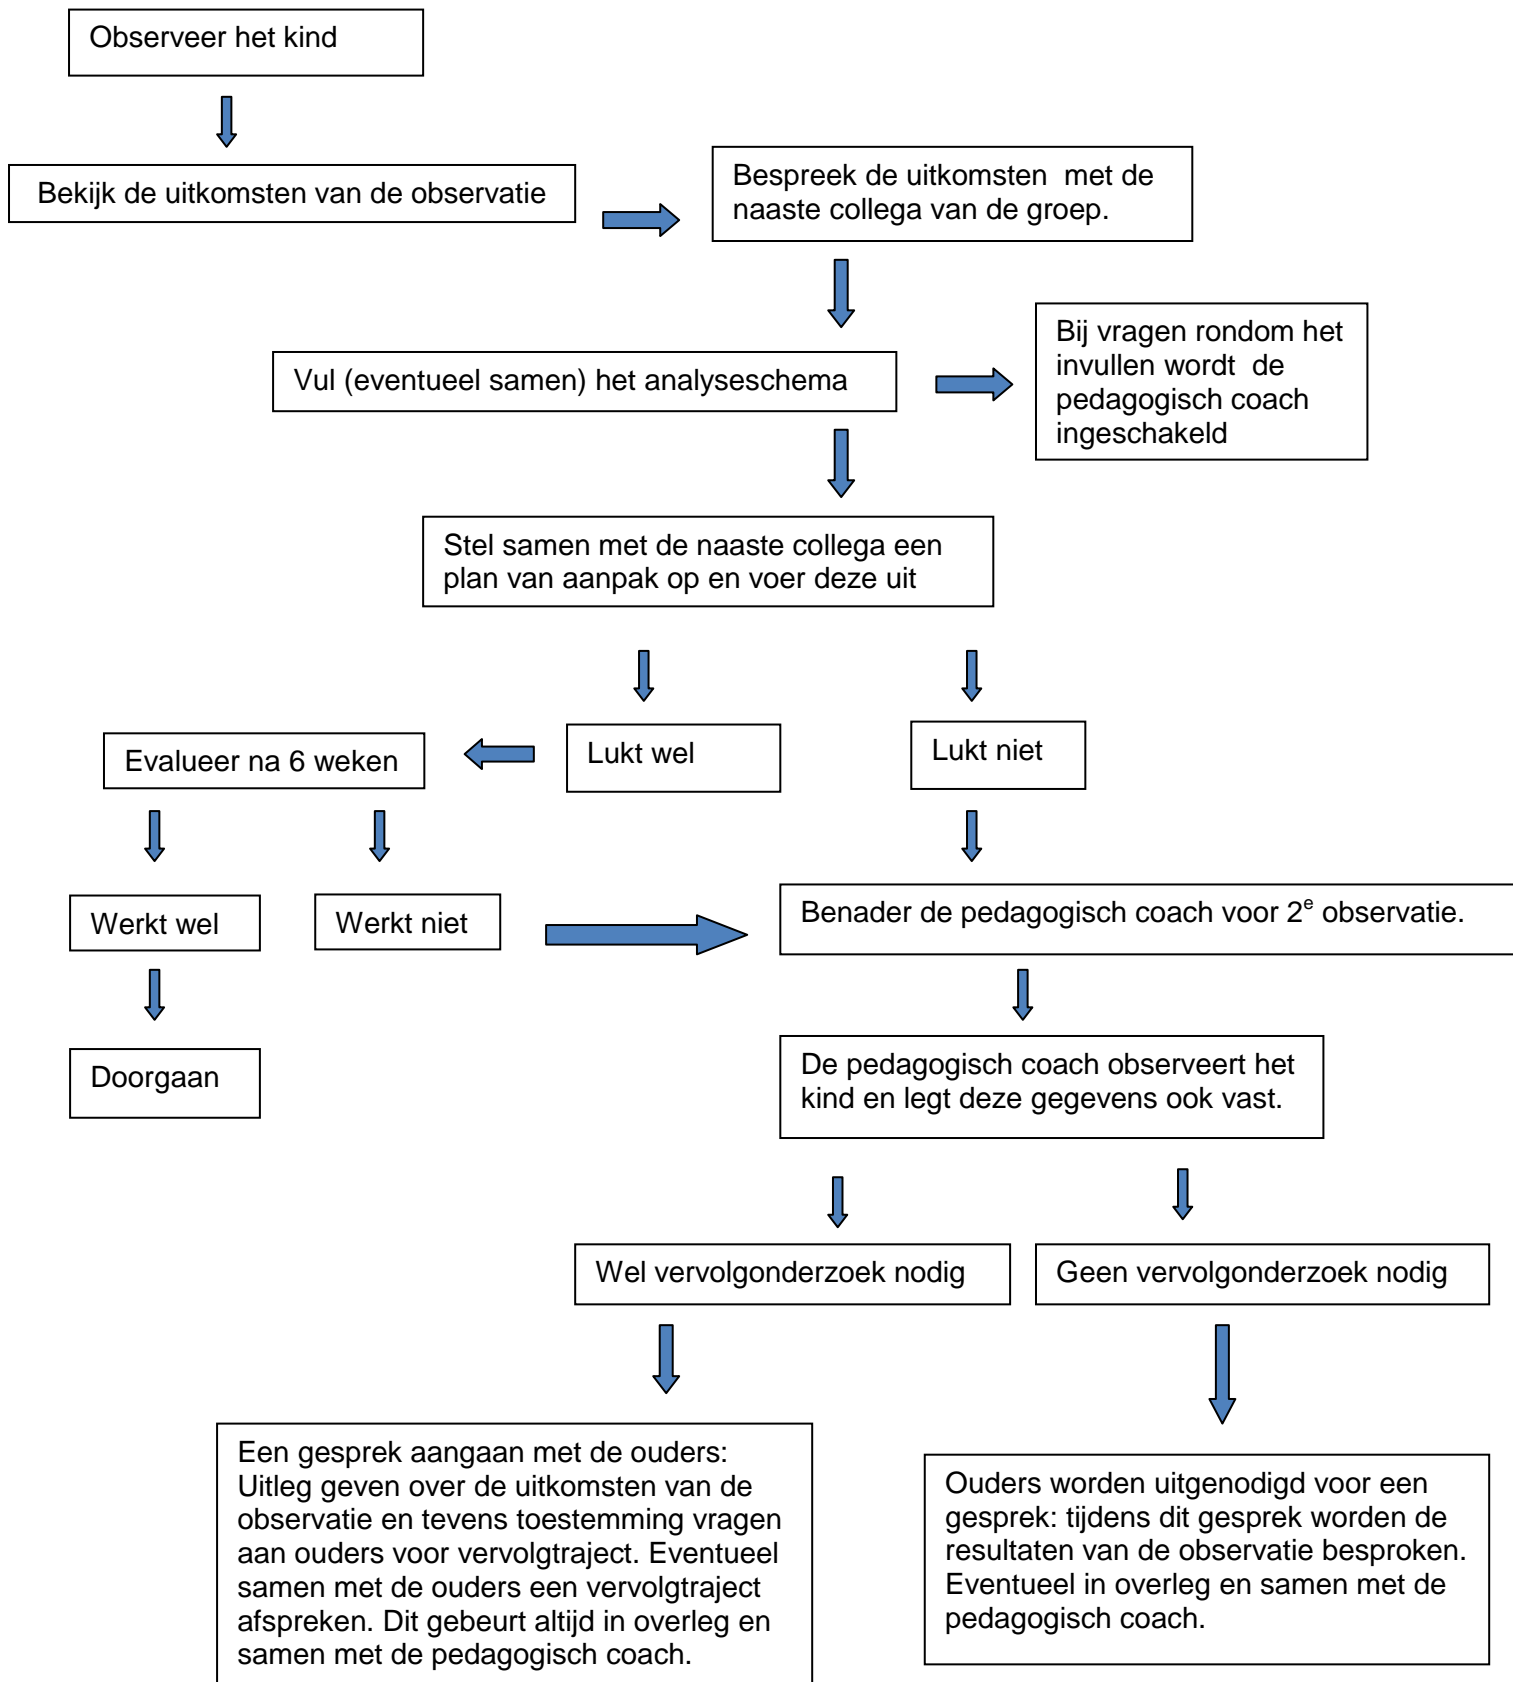 Observeer het kind
Bekijk de uitkomsten van de observatie
Bespreek de uitkomsten  met de
naaste collega van de groep.
Vul (eventueel samen) het analyseschema
Bij vragen rondom het
invullen wordt  de
pedagogisch coach
ingeschakeld
Stel samen met de naaste collega een
plan van aanpak op en voer deze uit
Evalueer na 6 weken
Lukt wel
Lukt niet
Werkt wel
Werkt niet
Benader de pedagogisch coach voor 2e observatie.
Doorgaan
De pedagogisch coach observeert het
kind en legt deze gegevens ook vast.
Wel vervolgonderzoek nodig
Geen vervolgonderzoek nodig
Een gesprek aangaan met de ouders:
Uitleg geven over de uitkomsten van de
observatie en tevens toestemming vragen
aan ouders voor vervolgtraject. Eventueel
samen met de ouders een vervolgtraject
afspreken. Dit gebeurt altijd in overleg en
samen met de pedagogisch coach.
Ouders worden uitgenodigd voor een
gesprek: tijdens dit gesprek worden de
resultaten van de observatie besproken.
Eventueel in overleg en samen met de
pedagogisch coach.